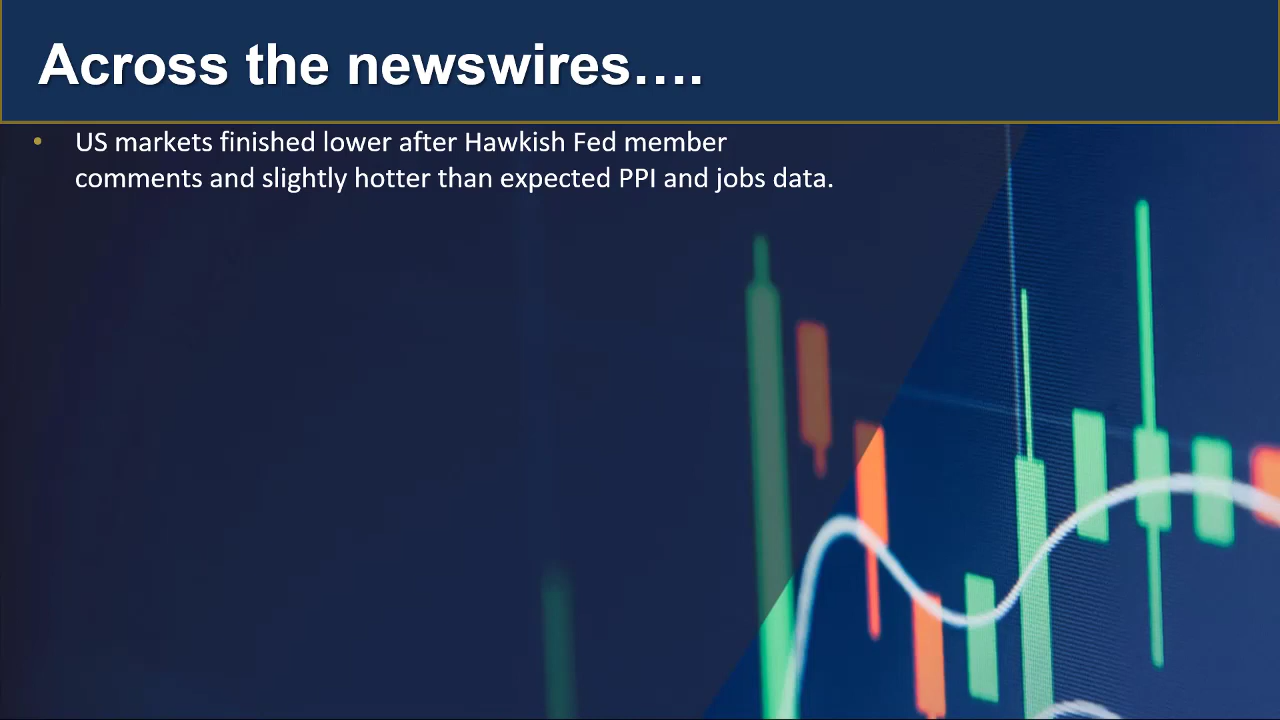 Across the newswires….
• US markets finished lower after Hawkish Fed member
comments and slightly hotter than expected PPI and jobs data.